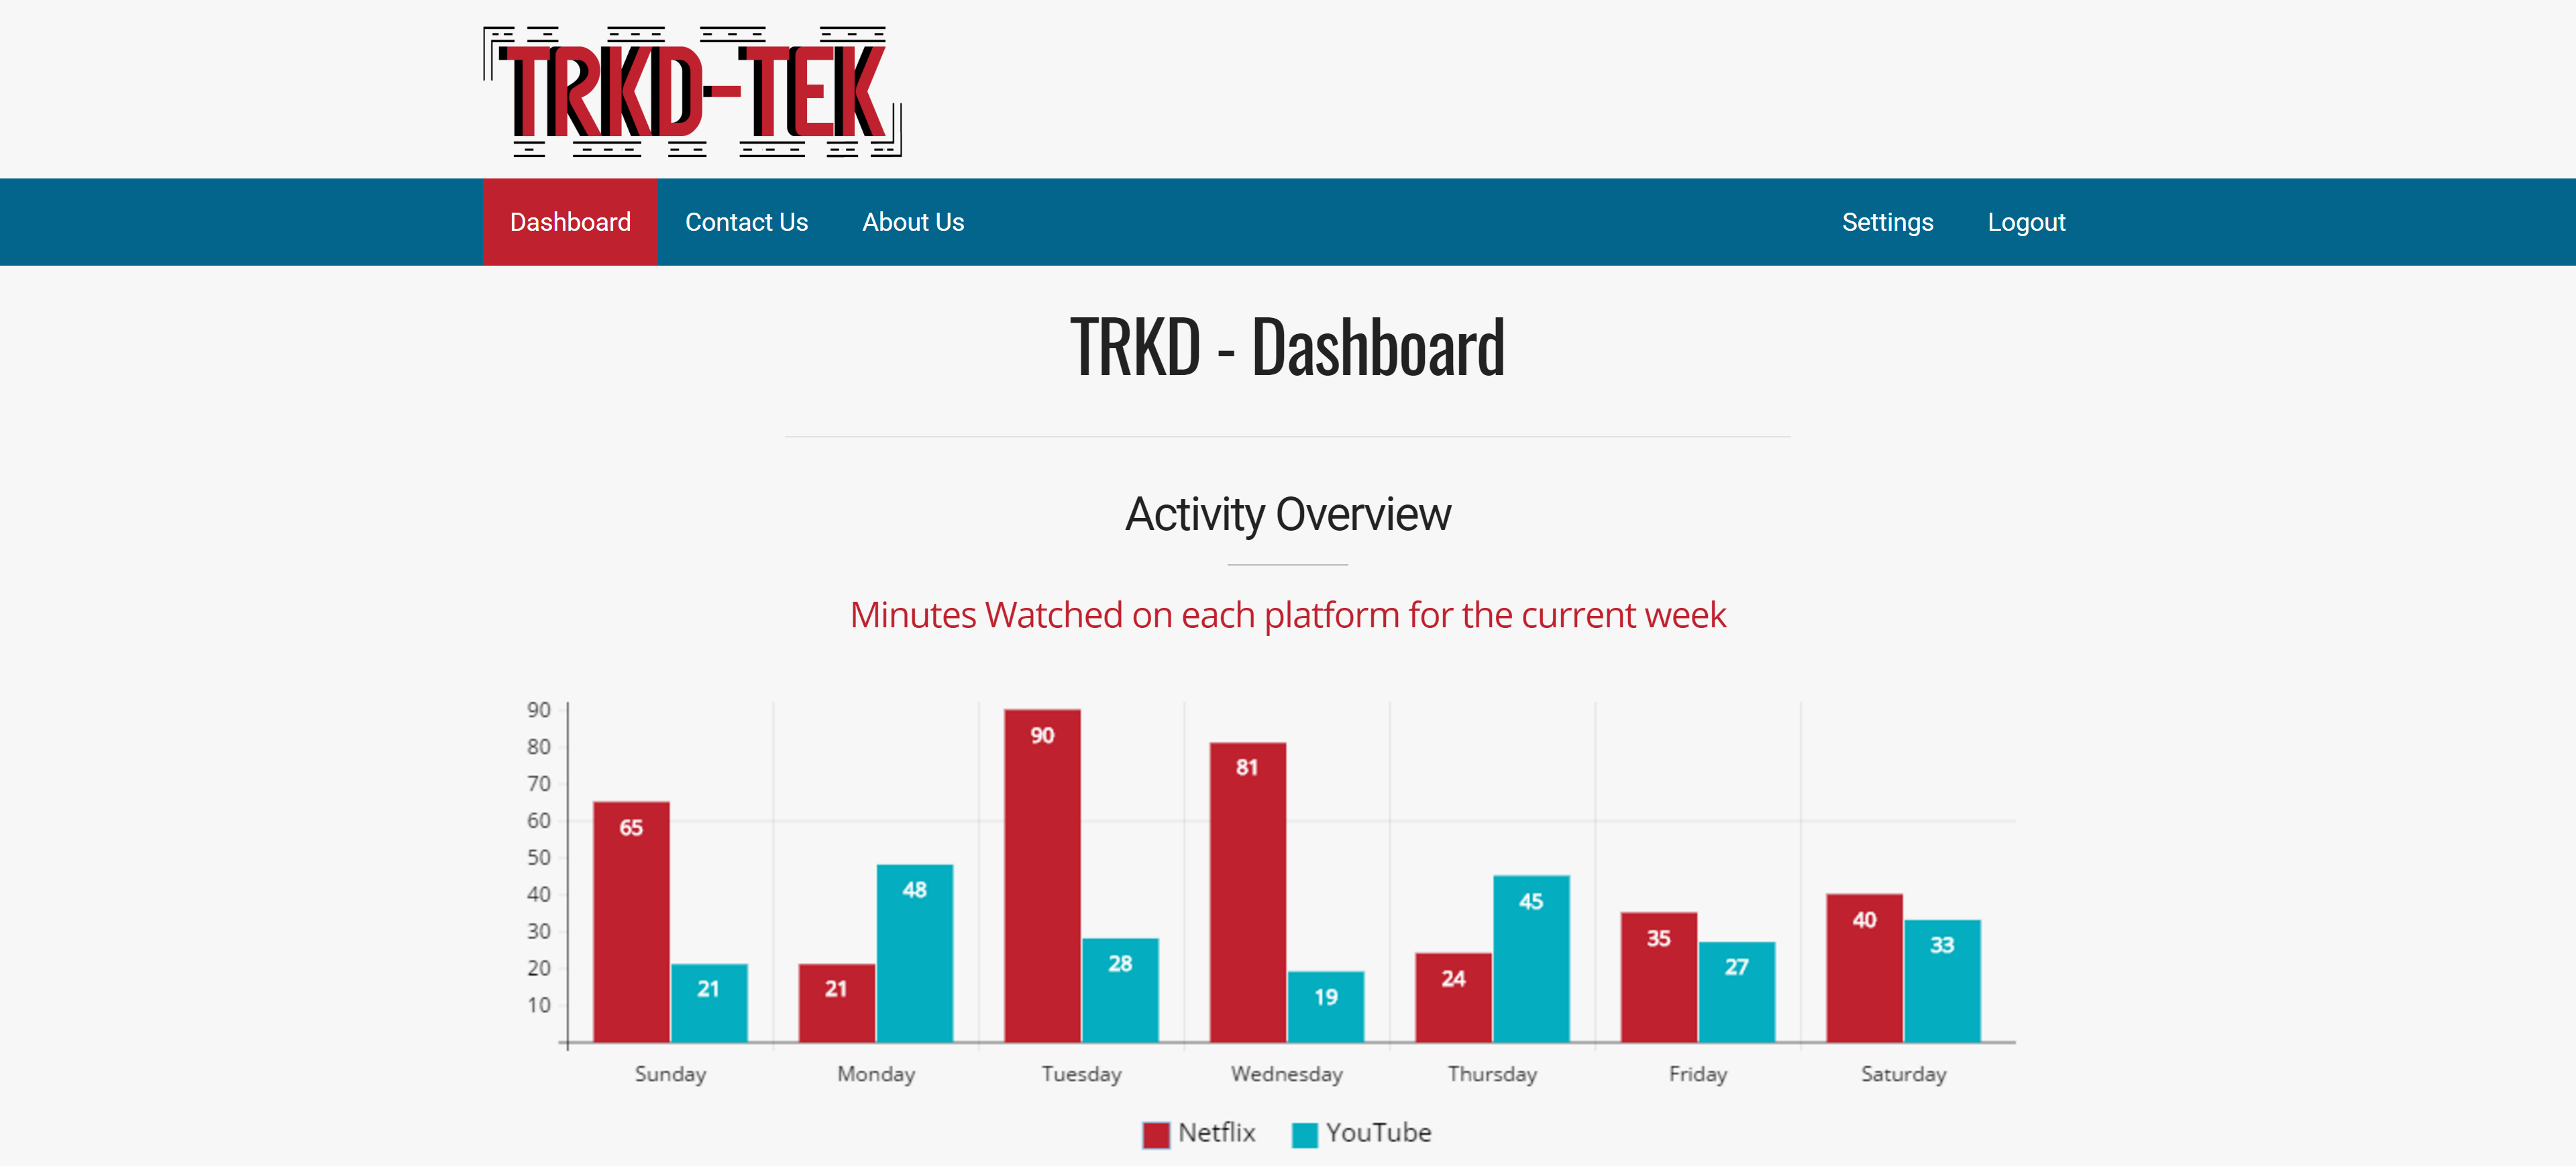 TRKD-TEK
Dashboard Contact Us About Us Settings Logout
TRKD - Dashboard
Activity Overview
Minutes Watched on each platform for the current week
90
80
70
60
50
40
30
20
10
65 21 21 48 90 28 81 19 24 45 35 27 40 33
Sunday Monday Tuesday Wednesday Thursday Friday Saturday
Netflix YouTube